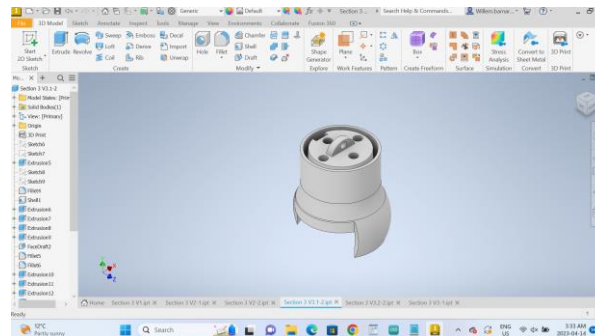 Generic Default Section 3 ... Search Help & Commands...
File 3D Model Sketch Annotate Inspect Tools Manage View Environments Collaborate Fusion 360
Start 2D Sketch Extrude Revolve Sweep Emboss Decal Hole Fillet Chamfer Shape Generator Plane Box Stress Analysis Convert to Sheet Metal 3D Print
Loft Derive Import Shell
Coil Rib Unwrap Draft
Sketch Create Modify Explore Work Features Pattern Create Freeform Surface Simulation Convert 3D Print
Section 3 V3.1-2
Solid Bodies(1)
View: [Primary]
Origin
3D Print
Sketch6
Sketch7
Extrusion5
Sketch8
Sketch9
Fillet4
Shell1
Extrusion6
Extrusion7
Extrusion8
Extrusion9
FaceDraft2
Fillet5
Fillet6
Extrusion10
Extrusion11
Extrusion12
Home Section 3 V1.ipt Section 3 V2-1.ipt Section 3 V2-2.ipt Section 3 V3.1-2.ipt Section 3 V3.2-2.ipt Section 3 V3-1.ipt
Ready
12°C
Partly sunny
Search
ENG
US
3:33 AM
2023-04-14